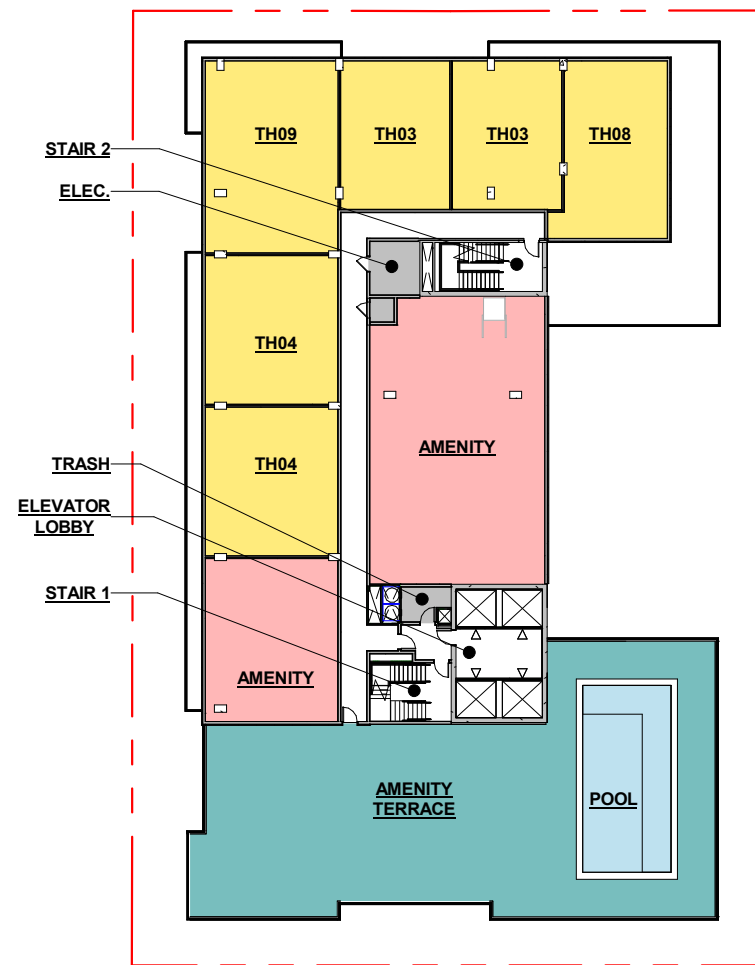 TH09
TH03
TH03
TH08
STAIR 2
ELEC.
TH04
AMENITY
TRASH
TH04
ELEVATOR
LOBBY
STAIR 1
AMENITY
AMENITY
TERRACE
POOL